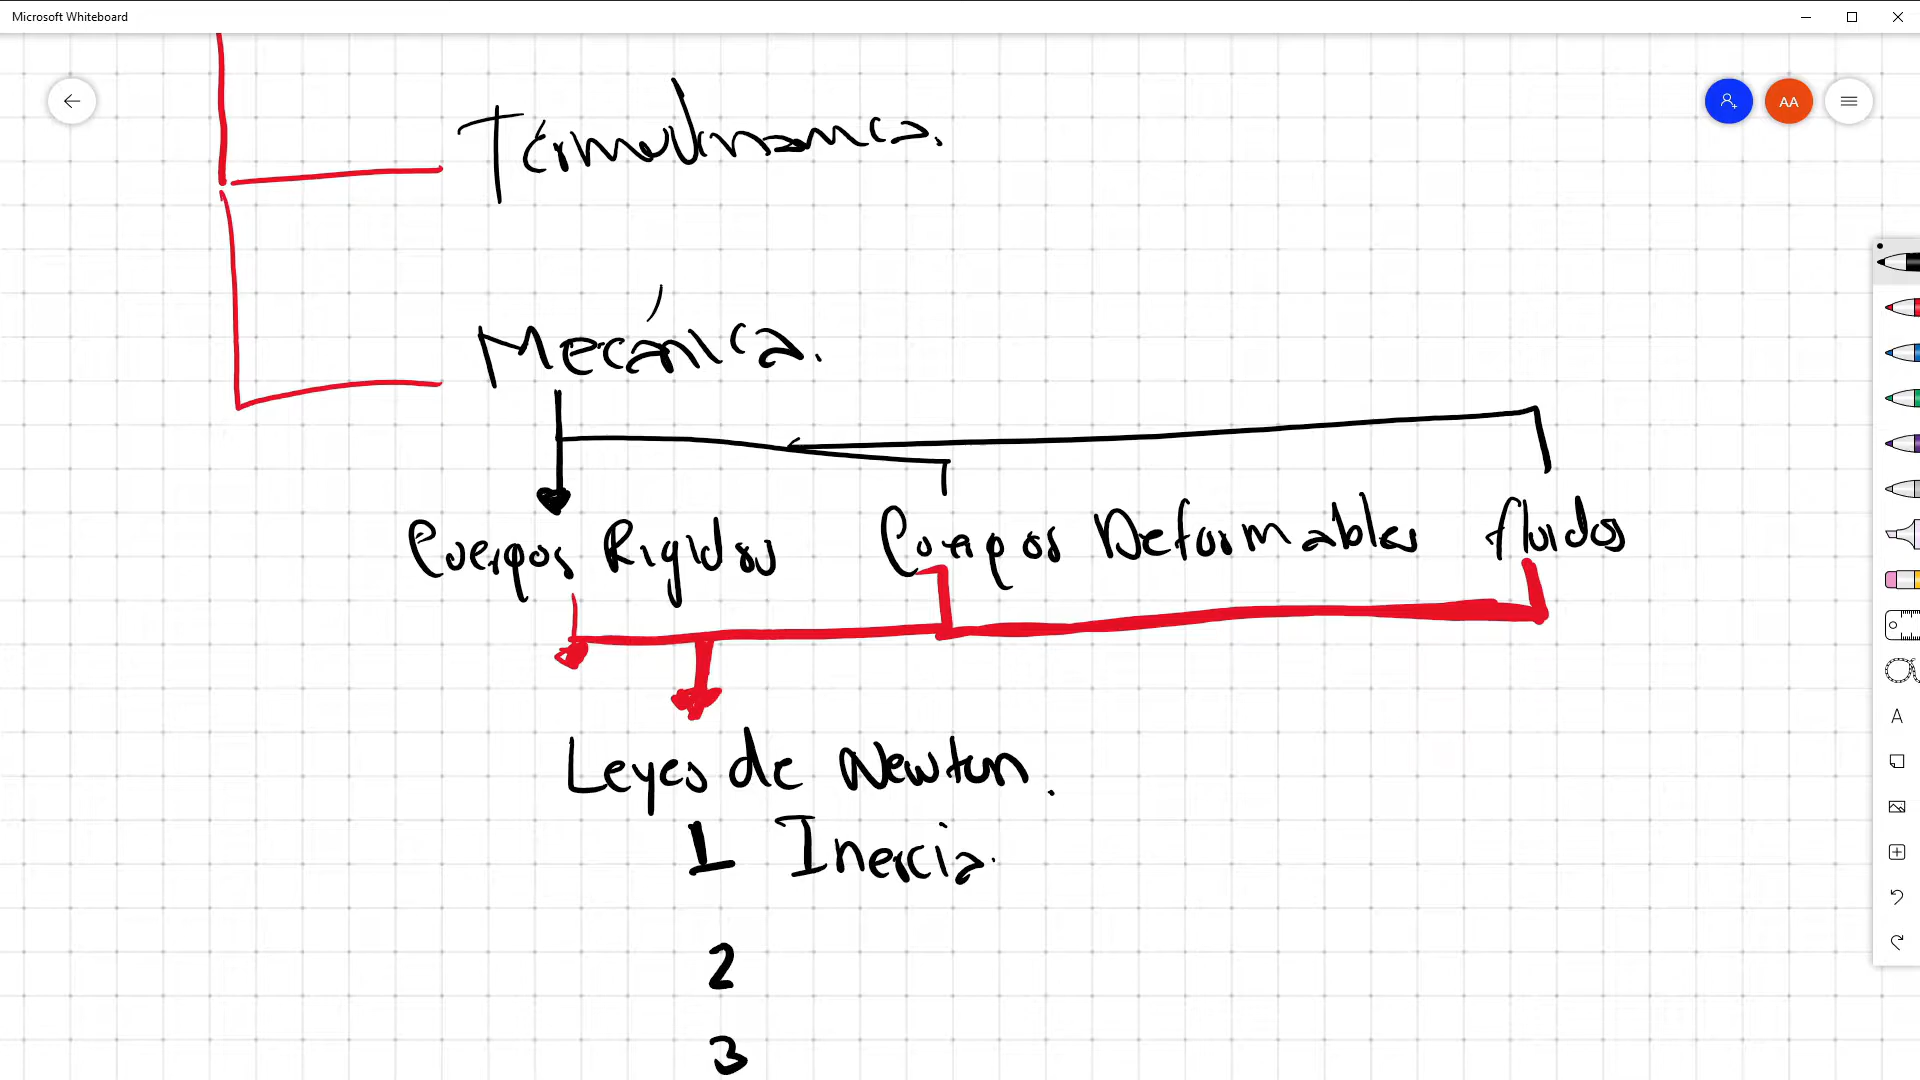 Microsoft Whiteboard
AA
Termodinamica.
Mecánica.
Cuerpos Rigidos Cuerpos Deformables fluidos
Leyes de Newton.
1 Inercia.
2
3
A